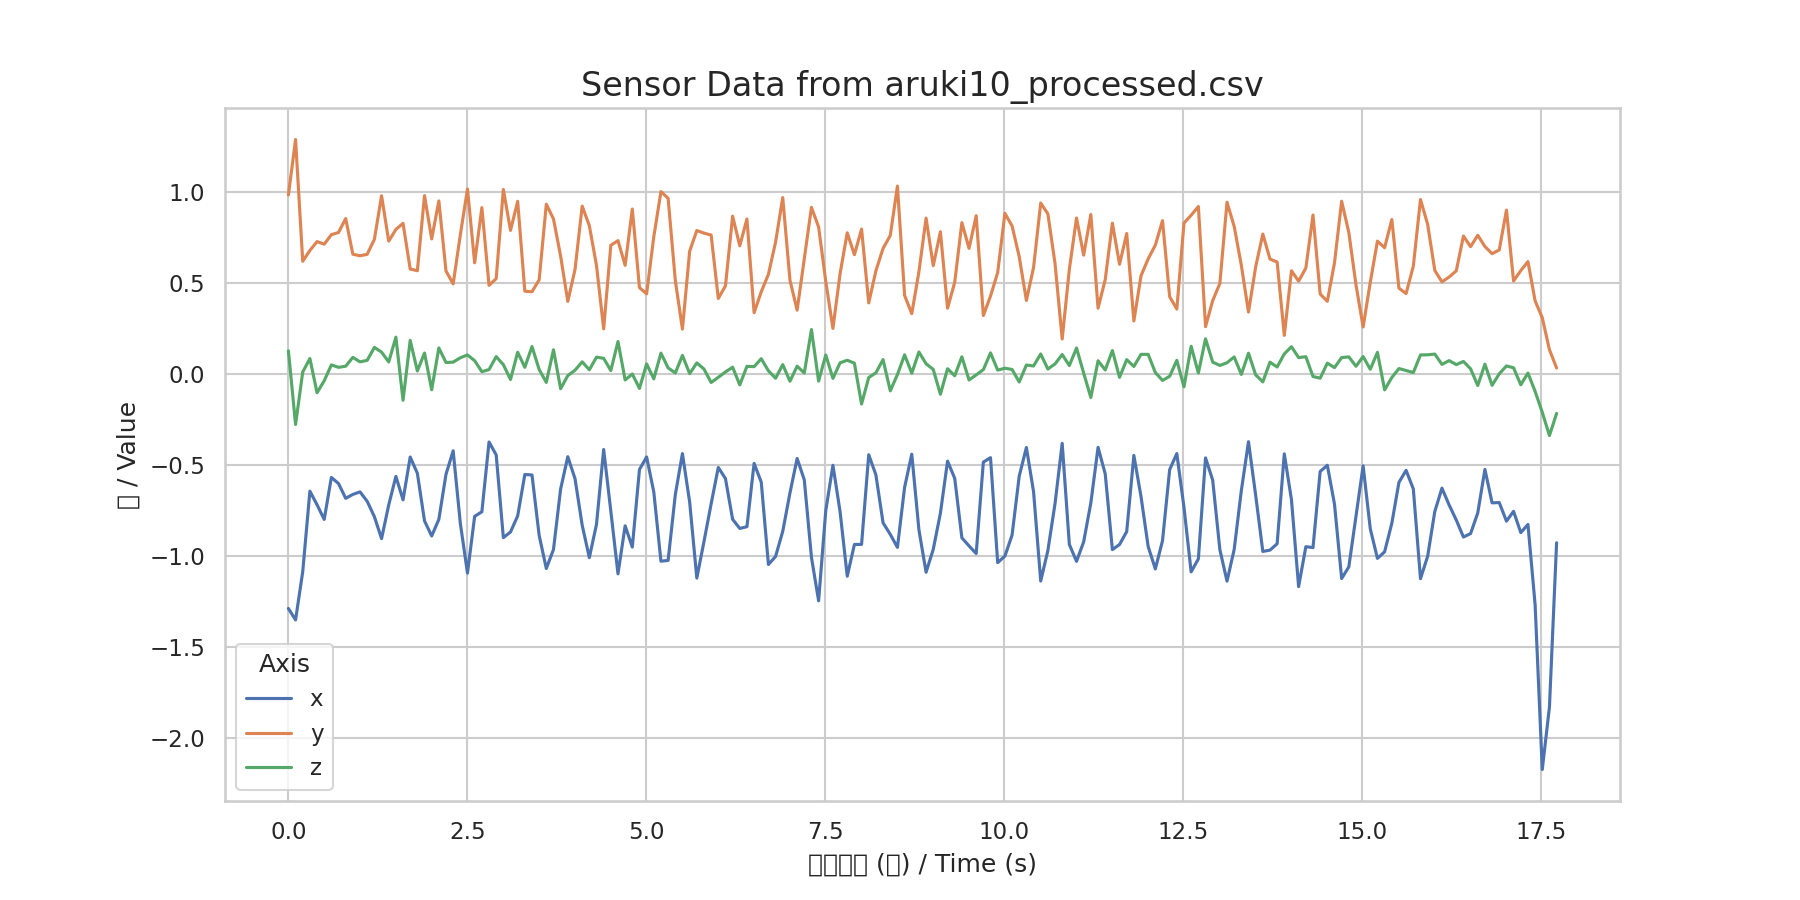 Sensor Data from aruki10_processed.csv
1.0
0.5
0.0
−0.5
−1.0
−1.5
−2.0
/ Value
Axis
x
y
z
0.0 2.5 5.0 7.5 10.0 12.5 15.0 17.5
( ) / Time (s)